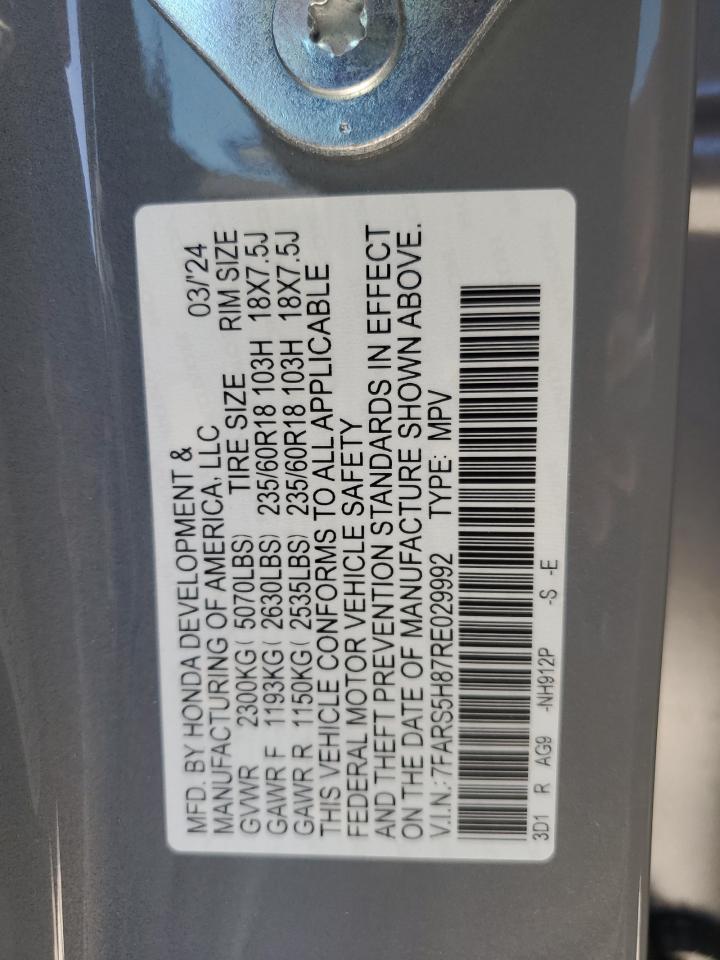 MFD. BY HONDA DEVELOPMENT &
MANUFACTURING OF AMERICA, LLC 03/'24
GVWR 2300KG( 5070LBS) TIRE SIZE RIM SIZE
GAWR F 1193KG( 2630LBS) 235/60R18 103H 18X7.5J
GAWR R 1150KG( 2535LBS) 235/60R18 103H 18X7.5J
THIS VEHICLE CONFORMS TO ALL APPLICABLE
FEDERAL MOTOR VEHICLE SAFETY
AND THEFT PREVENTION STANDARDS IN EFFECT
ON THE DATE OF MANUFACTURE SHOWN ABOVE.
V.I.N.:7FARS5H87RE029992 TYPE: MPV
3D1 R AG9 -NH912P -S -E